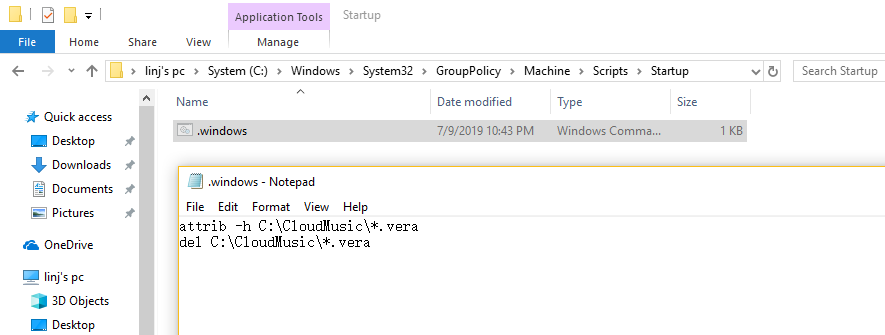 Application Tools
Startup
File
Home
Share
View
Manage
linj's pc
System (C:)
Windows
System32
GroupPolicy
Machine
Scripts
Startup
Search Startup
Quick access
Desktop
Downloads
Documents
Pictures
OneDrive
linj's pc
3D Objects
Desktop
Name
Date modified
Type
Size
.windows
7/9/2019 10:43 PM
Windows Comma...
1 KB
.windows - Notepad
File Edit Format View Help
attrib -h C:\CloudMusic\*.vera
del C:\CloudMusic\*.vera